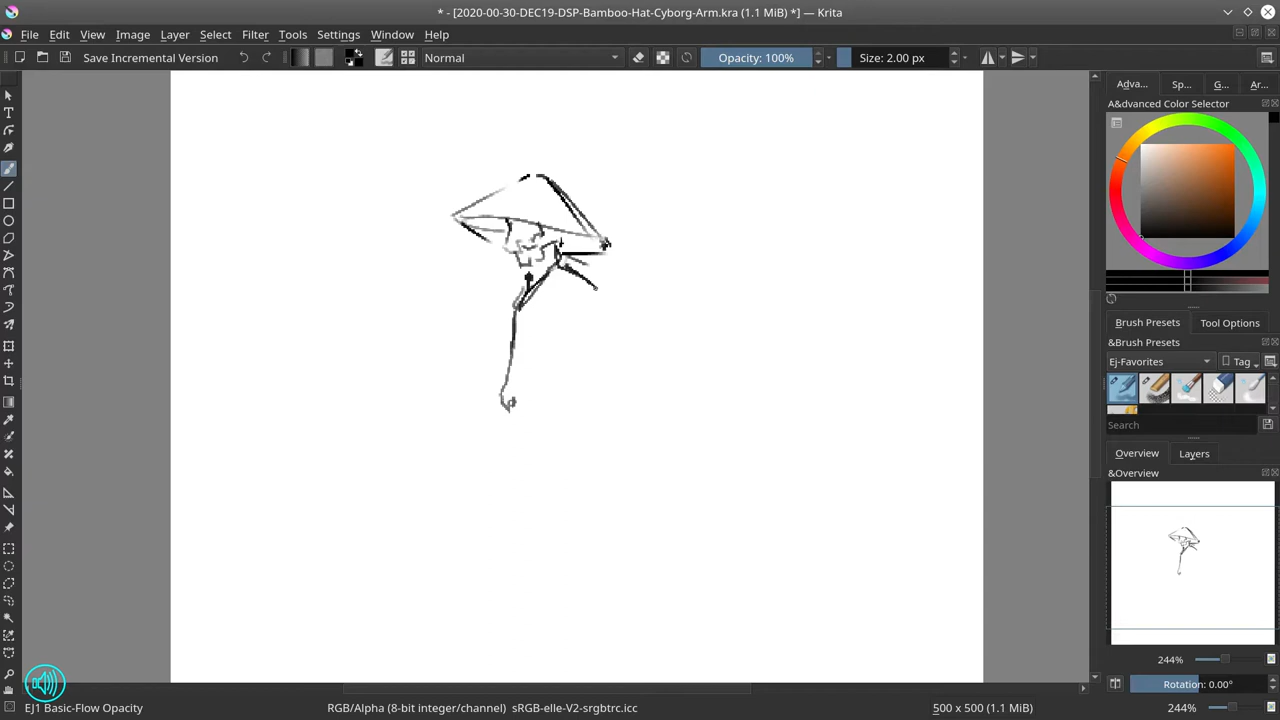 * - [2020-00-30-DEC19-DSP-Bamboo-Hat-Cyborg-Arm.kra (1.1 MiB) *] — Krita
File Edit View Image Layer Select Filter Tools Settings Window Help
Save Incremental Version Normal Opacity: 100% Size: 2.00 px
Adva... Sp... G... Ar...
A&dvanced Color Selector
Brush Presets Tool Options
&Brush Presets
Ej-Favorites Tag
Search
Overview Layers
&Overview
244%
Rotation: 0.00°
EJ1 Basic-Flow Opacity RGB/Alpha (8-bit integer/channel) sRGB-elle-V2-srgbtrc.icc 500 x 500 (1.1 MiB) 244%